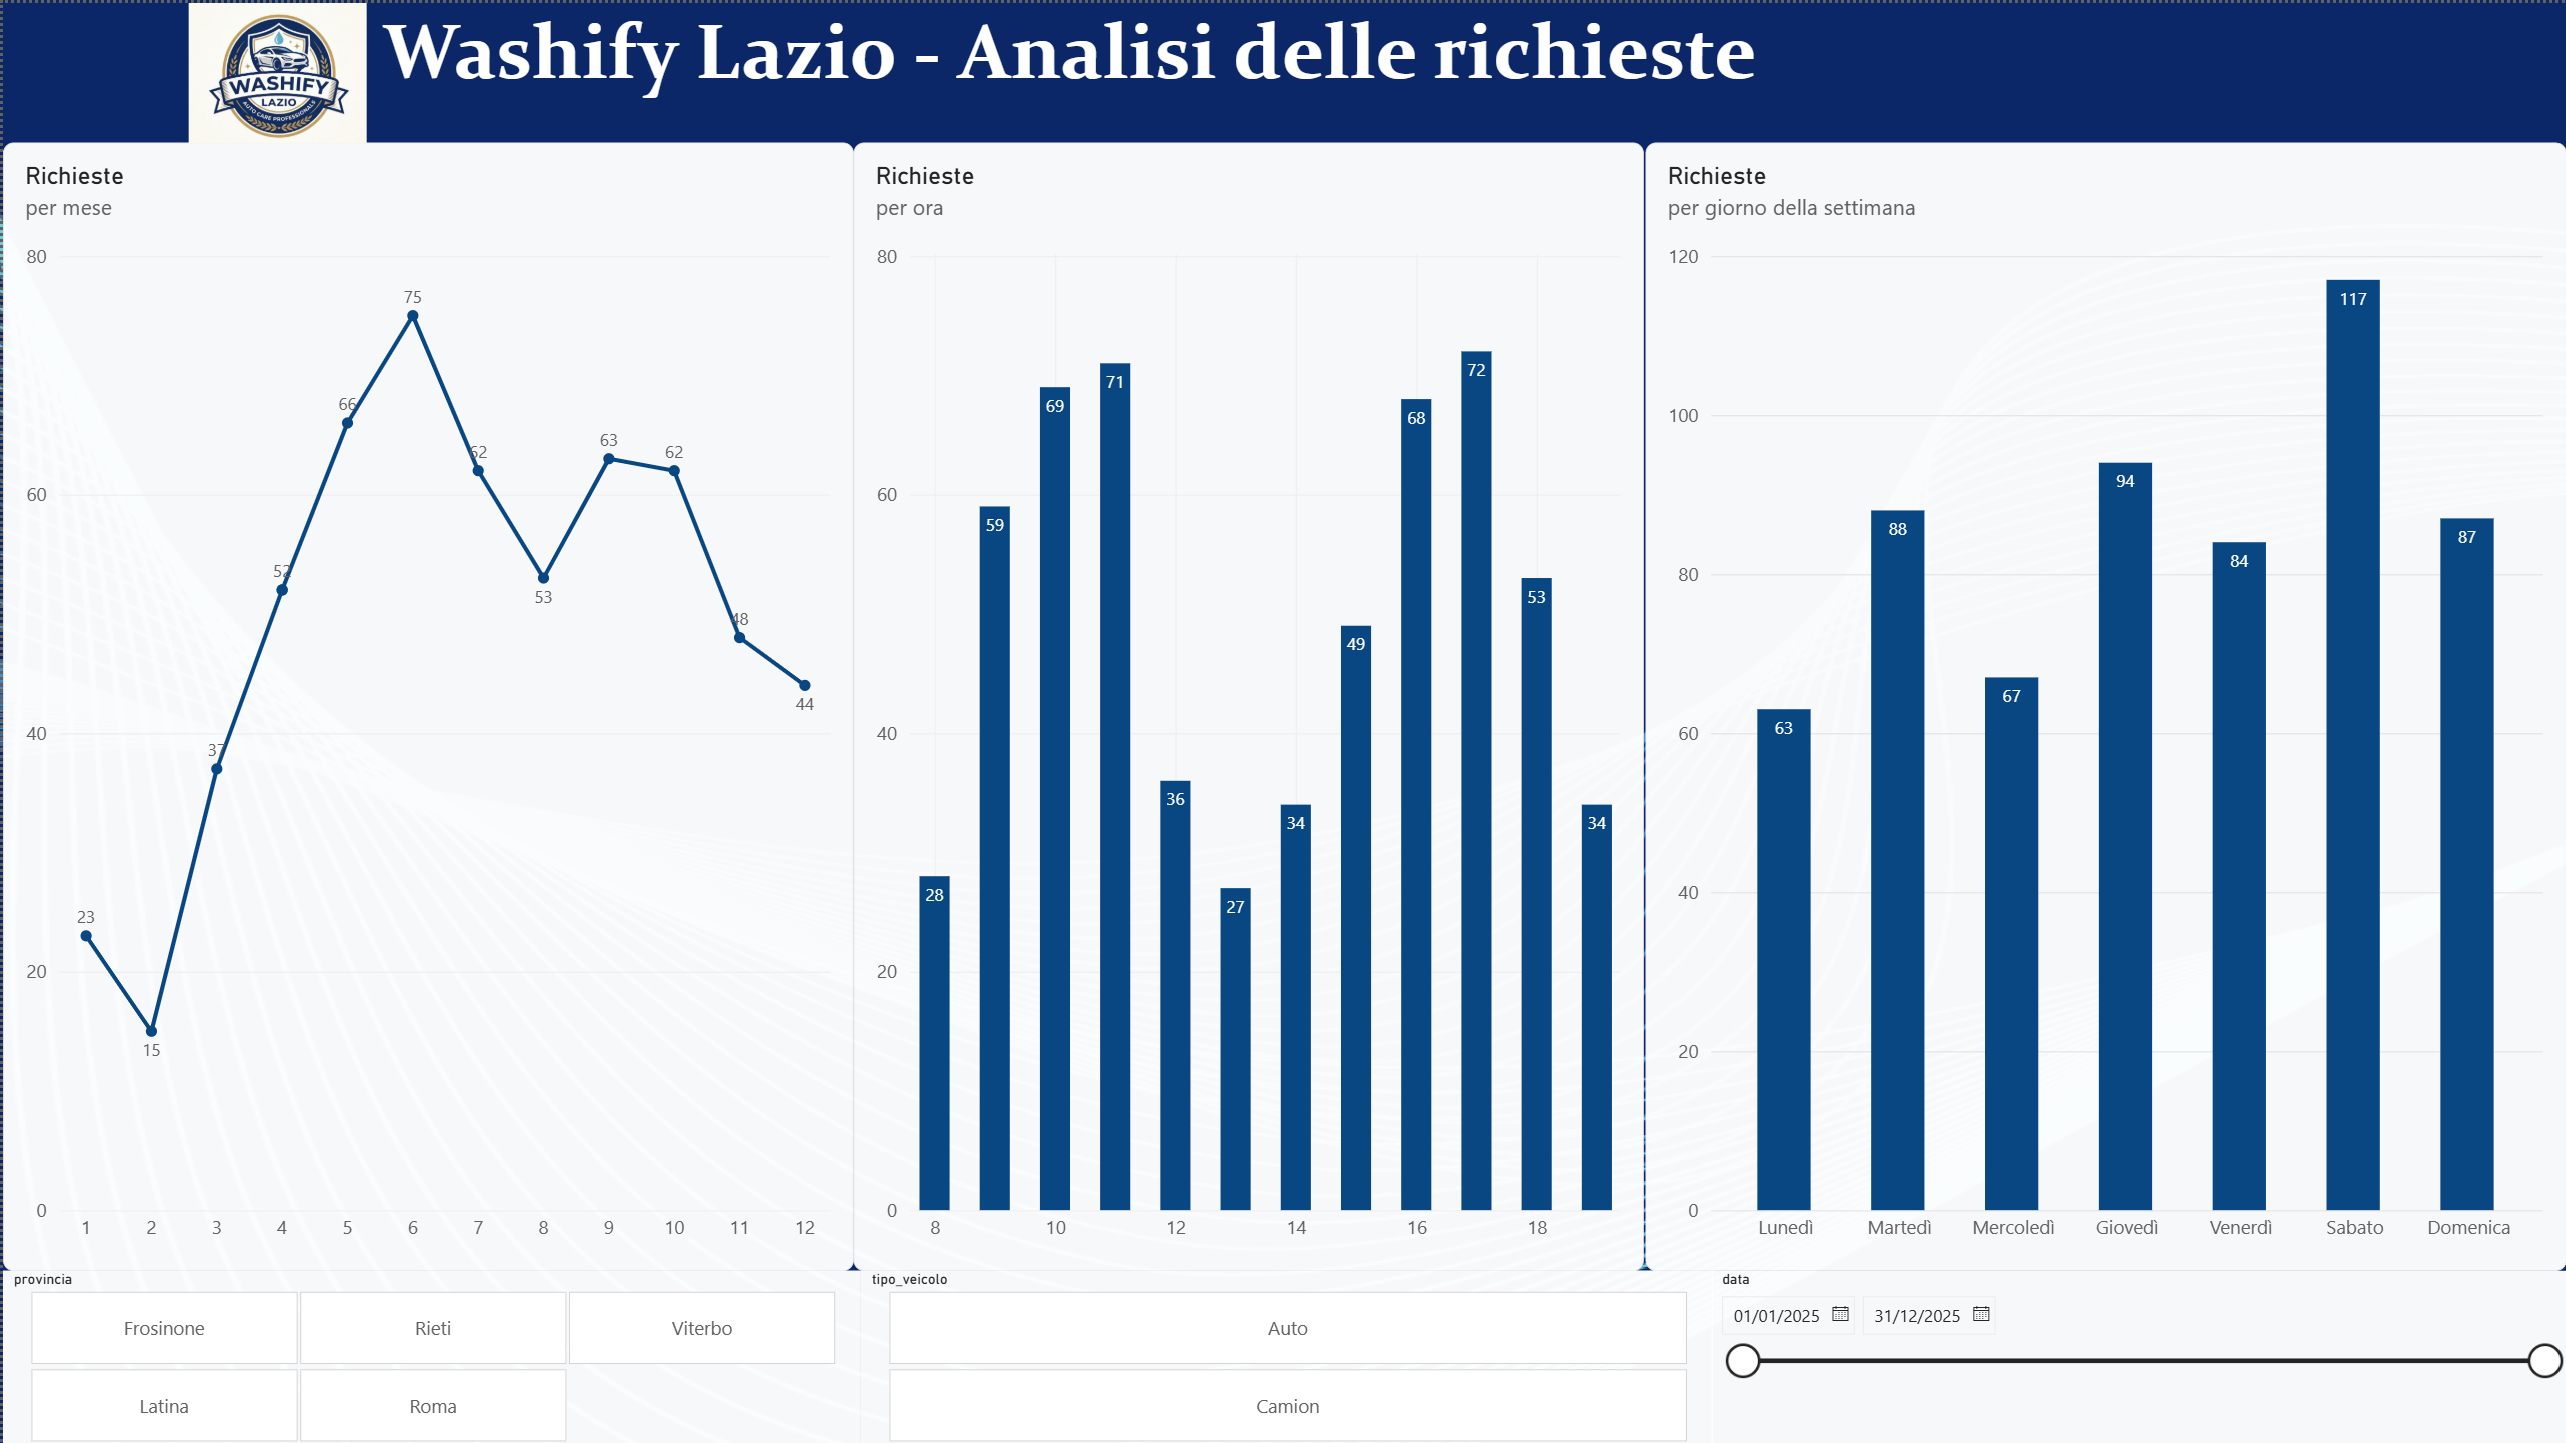 WASHIFY
LAZIO
AUTO CARE PROFESSIONALS
Washify Lazio - Analisi delle richieste
Richieste
per mese
80
60
40
20
0
23
15
37
52
66
75
62
53
63
62
48
44
1 2 3 4 5 6 7 8 9 10 11 12
Richieste
per ora
80
60
40
20
0
28
59
69
71
36
27
34
49
68
72
53
34
8 10 12 14 16 18
Richieste
per giorno della settimana
120
100
80
60
40
20
0
63
88
67
94
84
117
87
Lunedì Martedì Mercoledì Giovedì Venerdì Sabato Domenica
provincia
Frosinone Rieti Viterbo
Latina Roma
tipo_veicolo
Auto
Camion
data
01/01/2025 31/12/2025